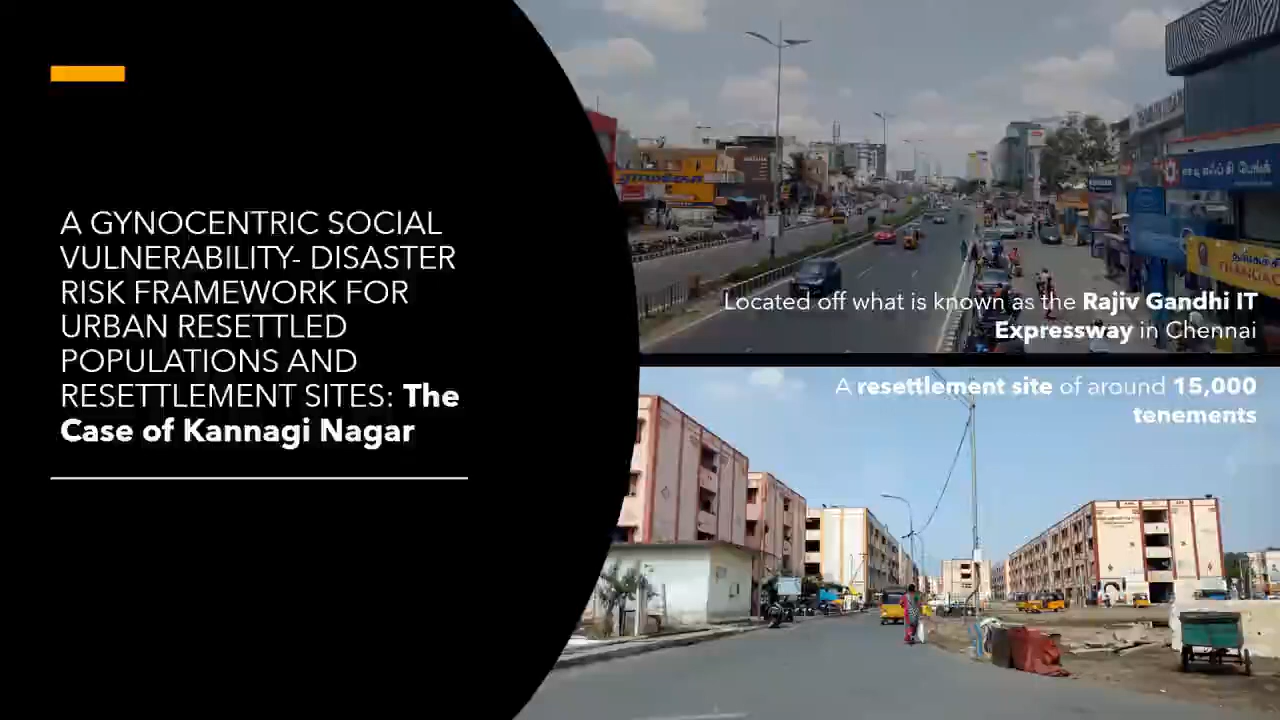 A GYNOCENTRIC SOCIAL
VULNERABILITY- DISASTER
RISK FRAMEWORK FOR
URBAN RESETTLED
POPULATIONS AND
RESETTLEMENT SITES: The
Case of Kannagi Nagar
Located off what is known as the Rajiv Gandhi IT
Expressway in Chennai
A resettlement site of around 15,000
tenements